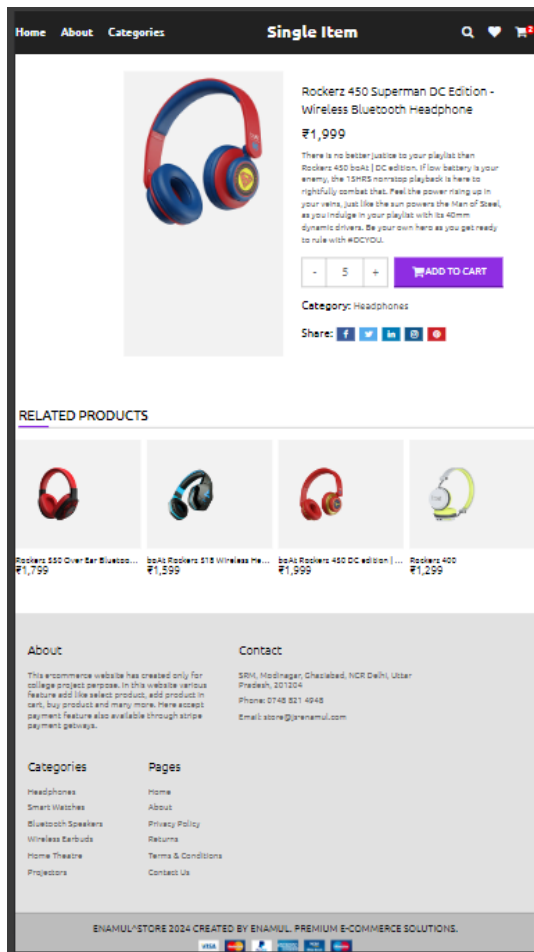 Home About Categories Single Item 2
Rockerz 450 Superman DC Edition -
Wireless Bluetooth Headphone
₹1,999
There is no better justice to your playlist than
Rockerz 450 boAt | DC edition. If low battery is your
enemy, the 15HRS non-stop playback is here to
rightfully combat that. Feel the power rising up in
your veins, just like the sun powers the Man of Steel,
as you indulge in your playlist with its 40mm
dynamic drivers. Be your own hero as you get ready
to rule with #DCYOU.
- 5 + ADD TO CART
Category: Headphones
Share:
RELATED PRODUCTS
Rockers 550 Over Ear Bluetoo... boAt Rockers 518 Wireless He... boAt Rockers 450 DC edition | ... Rockers 400
₹1,799 ₹1,599 ₹1,999 ₹1,299
About Contact
This ecommerce website has created only for
college project perpose. In this website various
feature add like select product, add product in
cart, buy product and many more. Here accept
payment feature also available through stripe
payment getways.
SRM, Modinagar, Ghaziabad, NCR Delhi, Uttar
Pradesh, 201204
Phone: 0748 821 4948
Email: store@jsrenamul.com
Categories Pages
Headphones Home
Smart Watches About
Bluetooth Speakers Privacy Policy
Wireless Earbuds Returns
Home Theatre Terms & Conditions
Projectors Contact Us
ENAMUL^STORE 2024 CREATED BY ENAMUL. PREMIUM E-COMMERCE SOLUTIONS.
VISA